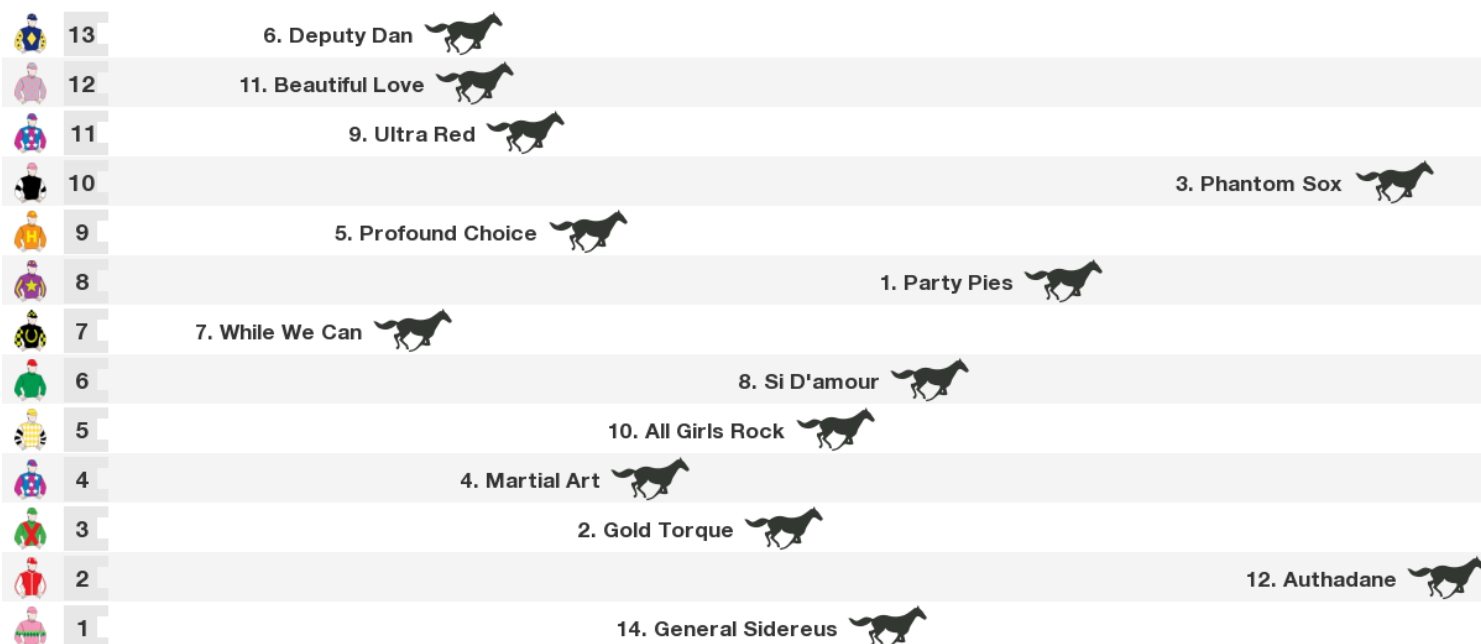 13 6. Deputy Dan
12 11. Beautiful Love
11 9. Ultra Red
10 3. Phantom Sox
9 H 5. Profound Choice
8 1. Party Pies
7 7. While We Can
6 8. Si D'amour
5 10. All Girls Rock
4 4. Martial Art
3 2. Gold Torque
2 12. Authadane
1 14. General Sidereus